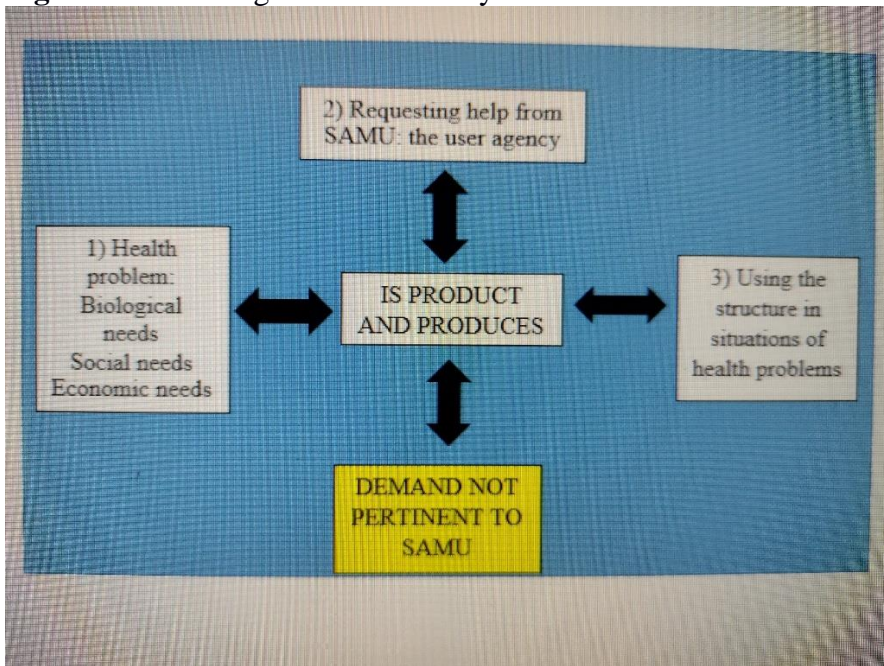 2) Requesting help from
SAMU: the user agency
1) Health
problem:
Biological
needs
Social needs
Economic needs
IS PRODUCT
AND PRODUCES
3) Using the
structure in
situations of
health problems
DEMAND NOT
PERTINENT TO
SAMU